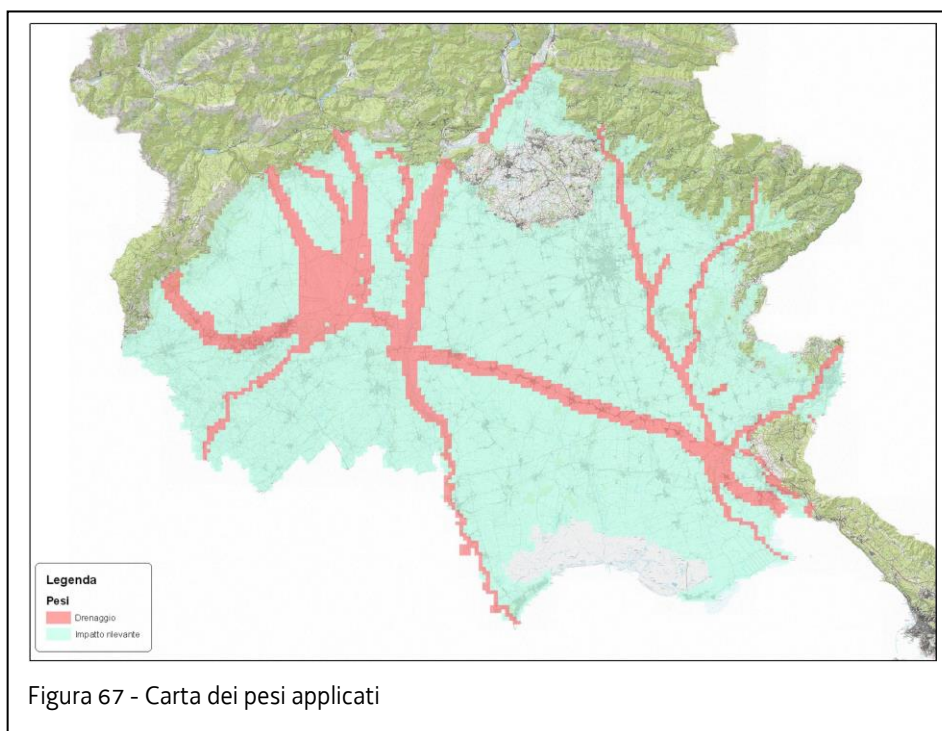 Legenda
Pesi
Drenaggio
Impatto rilevante
Figura 67 - Carta dei pesi applicati